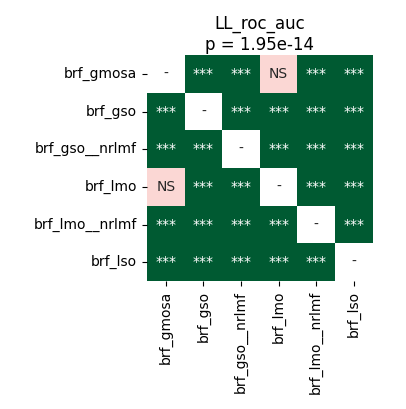 LL_roc_auc
p = 1.95e-14
brf_gmosa - *** *** NS *** ***
brf_gso *** - *** *** *** ***
brf_gso__nrlmf *** *** - *** *** ***
brf_lmo NS *** *** - *** ***
brf_lmo__nrlmf *** *** *** *** - ***
brf_lso *** *** *** *** *** -
brf_gmosa
brf_gso
brf_gso__nrlmf
brf_lmo
brf_lmo__nrlmf
brf_lso